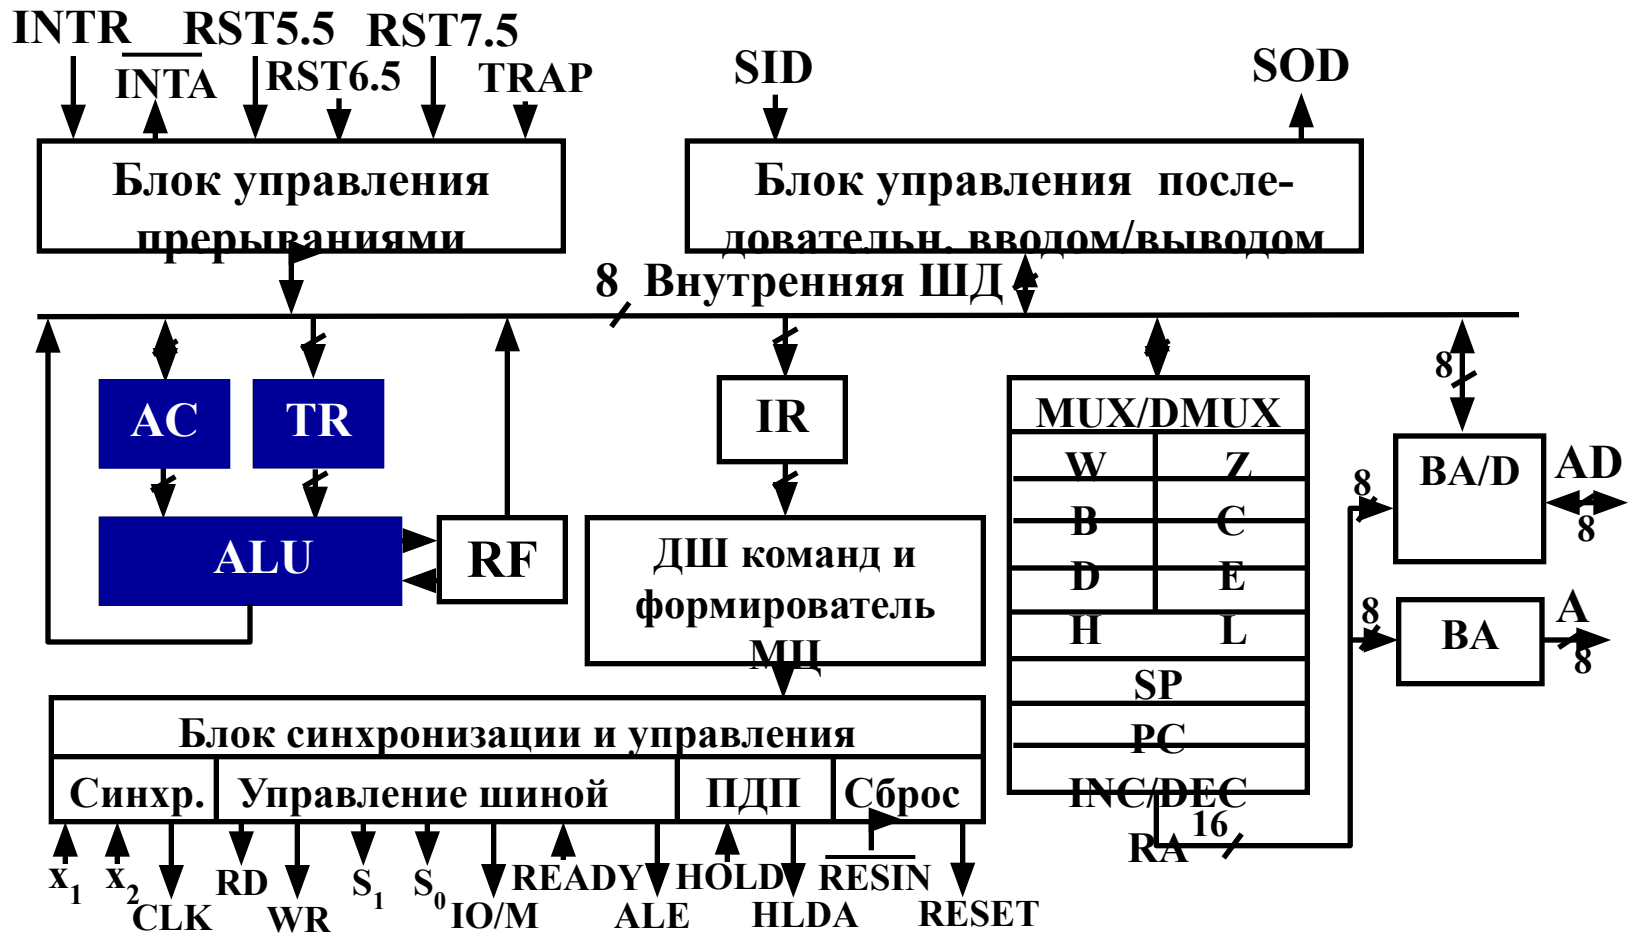 INTR RST5.5 RST7.5
INTA RST6.5 TRAP
SID SOD
Блок управления
прерываниями
Блок управления после-
довательн. вводом/выводом
8 Внутренняя ШД
AC TR
ALU
RF
IR
ДШ команд и
формирователь
МЦ
MUX/DMUX
W Z
B C
D E
H L
SP
PC
INC/DEC
RA
16
8
BA/D
8
AD
8
BA
8
A
8
Блок синхронизации и управления
Синхр. Управление шиной ПДП Сброс
x1 x2 RD S1 S0 READY HOLD RESIN
CLK WR IO/M ALE HLDA RESET